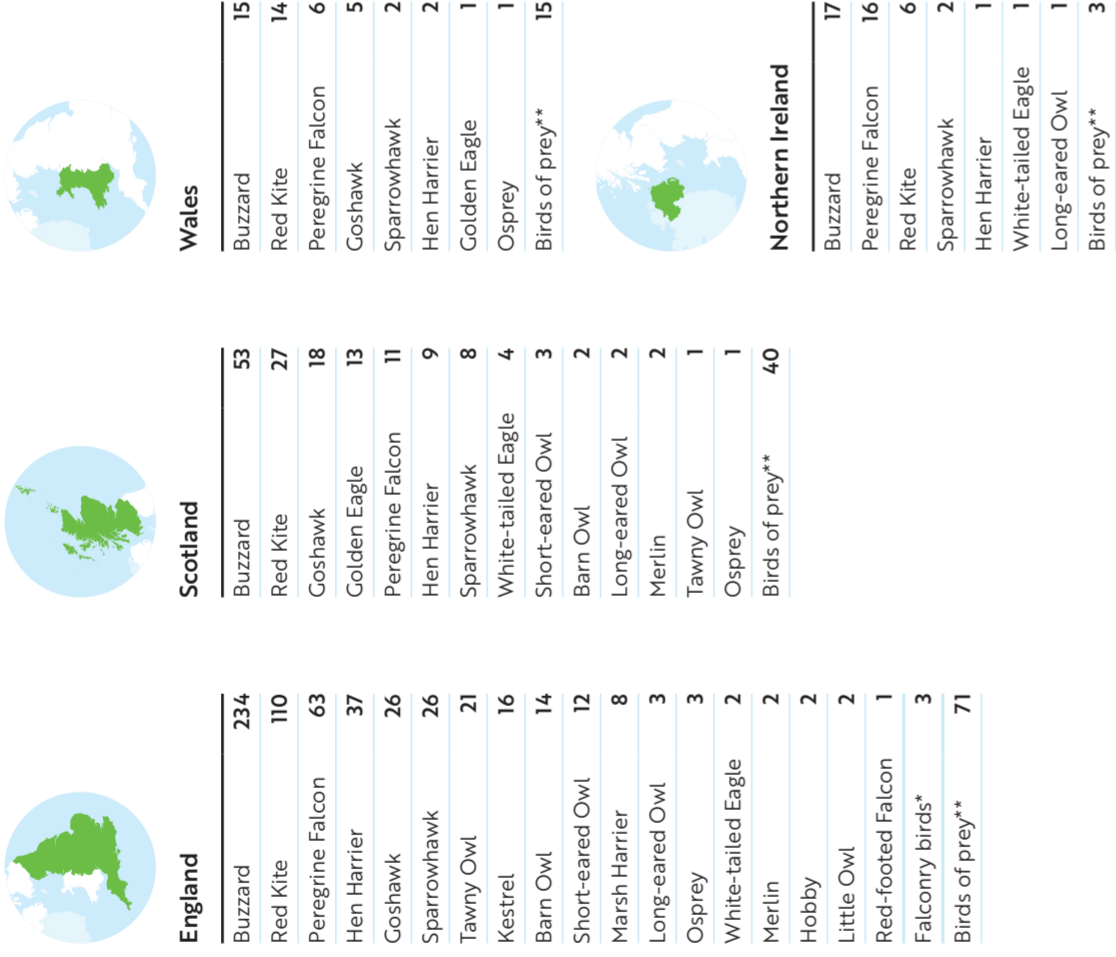 England
Buzzard 234
Red Kite 110
Peregrine Falcon 63
Hen Harrier 37
Goshawk 26
Sparrowhawk 26
Tawny Owl 21
Kestrel 16
Barn Owl 14
Short-eared Owl 12
Marsh Harrier 8
Long-eared Owl 3
Osprey 3
White-tailed Eagle 2
Merlin 2
Hobby 2
Little Owl 2
Red-footed Falcon 1
Falconry birds* 3
Birds of prey** 71
Scotland
Buzzard 53
Red Kite 27
Goshawk 18
Golden Eagle 13
Peregrine Falcon 11
Hen Harrier 9
Sparrowhawk 8
White-tailed Eagle 4
Short-eared Owl 3
Barn Owl 2
Long-eared Owl 2
Merlin 2
Tawny Owl 1
Osprey 1
Birds of prey** 40
Wales
Buzzard 15
Red Kite 14
Peregrine Falcon 6
Goshawk 5
Sparrowhawk 2
Hen Harrier 2
Golden Eagle 1
Osprey 1
Birds of prey** 15
Northern Ireland
Buzzard 17
Peregrine Falcon 16
Red Kite 6
Sparrowhawk 2
Hen Harrier 1
White-tailed Eagle 1
Long-eared Owl 1
Birds of prey** 3